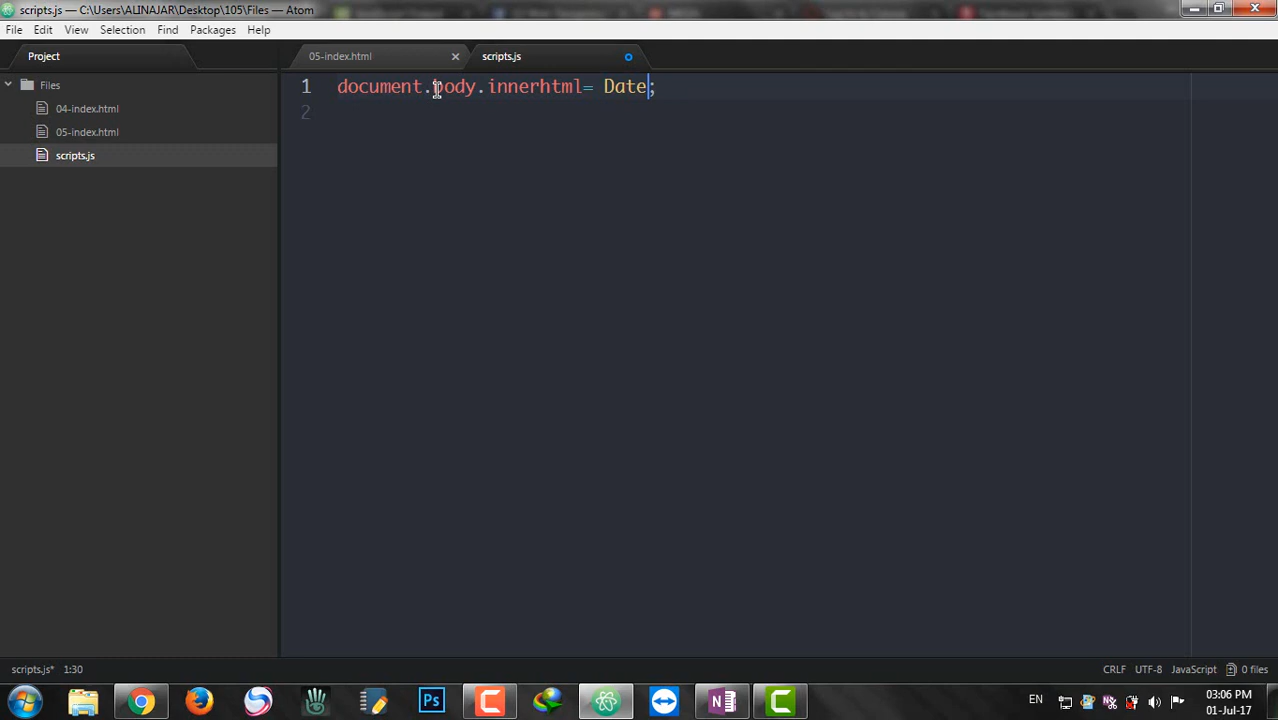 scripts.js — C:\Users\ALINAJAR\Desktop\105\Files — Atom
File Edit View Selection Find Packages Help
Project
05-index.html
scripts.js
Files
04-index.html
05-index.html
scripts.js
1 document.body.innerhtml= Date;
2
scripts.js* 1:30
CRLF UTF-8 JavaScript 0 files
Ps
N
C
EN
03:06 PM
01-Jul-17